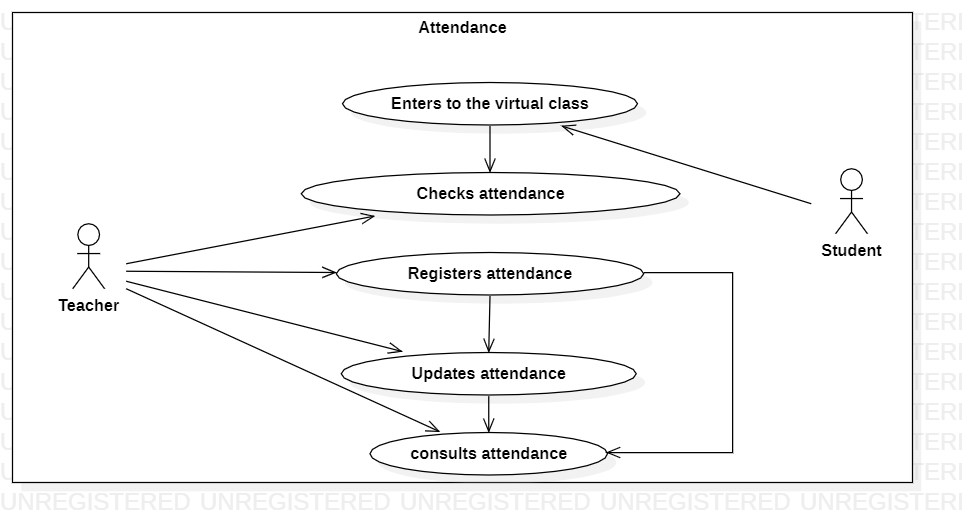 Attendance
Enters to the virtual class
Checks attendance
Student
Registers attendance
Teacher
Updates attendance
consults attendance
UNREGISTERED UNREGISTERED UNREGISTERED UNREGISTERED UNREGISTERI